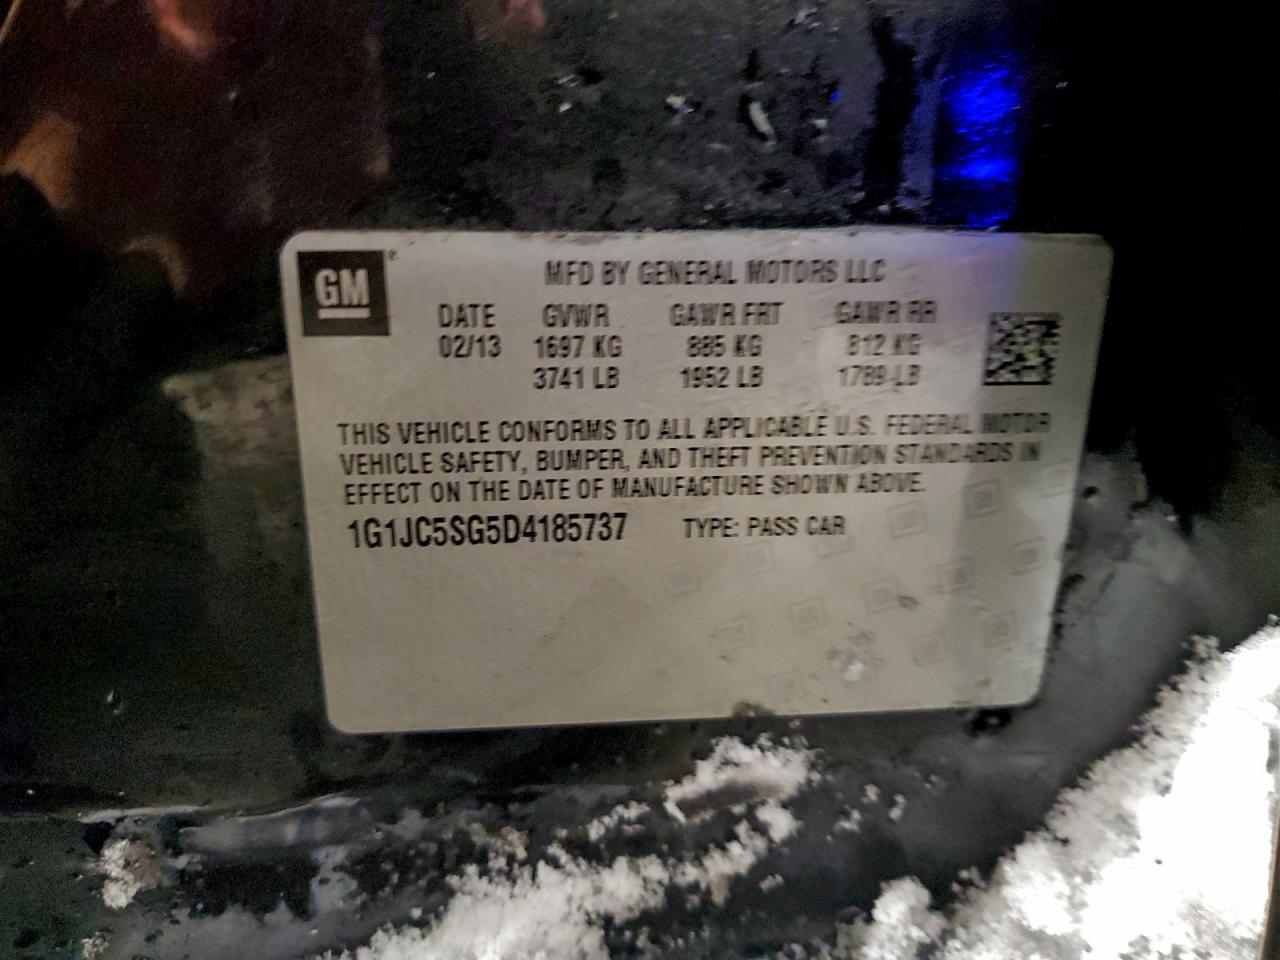 GM
MFD BY GENERAL MOTORS LLC
DATE GVWR GAWR FRT GAWR RR
02/13 1697 KG 885 KG 812 KG
3741 LB 1952 LB 1789 LB
THIS VEHICLE CONFORMS TO ALL APPLICABLE U.S. FEDERAL MOTOR
VEHICLE SAFETY, BUMPER, AND THEFT PREVENTION STANDARDS IN
EFFECT ON THE DATE OF MANUFACTURE SHOWN ABOVE.
1G1JC5SG5D4185737 TYPE: PASS CAR